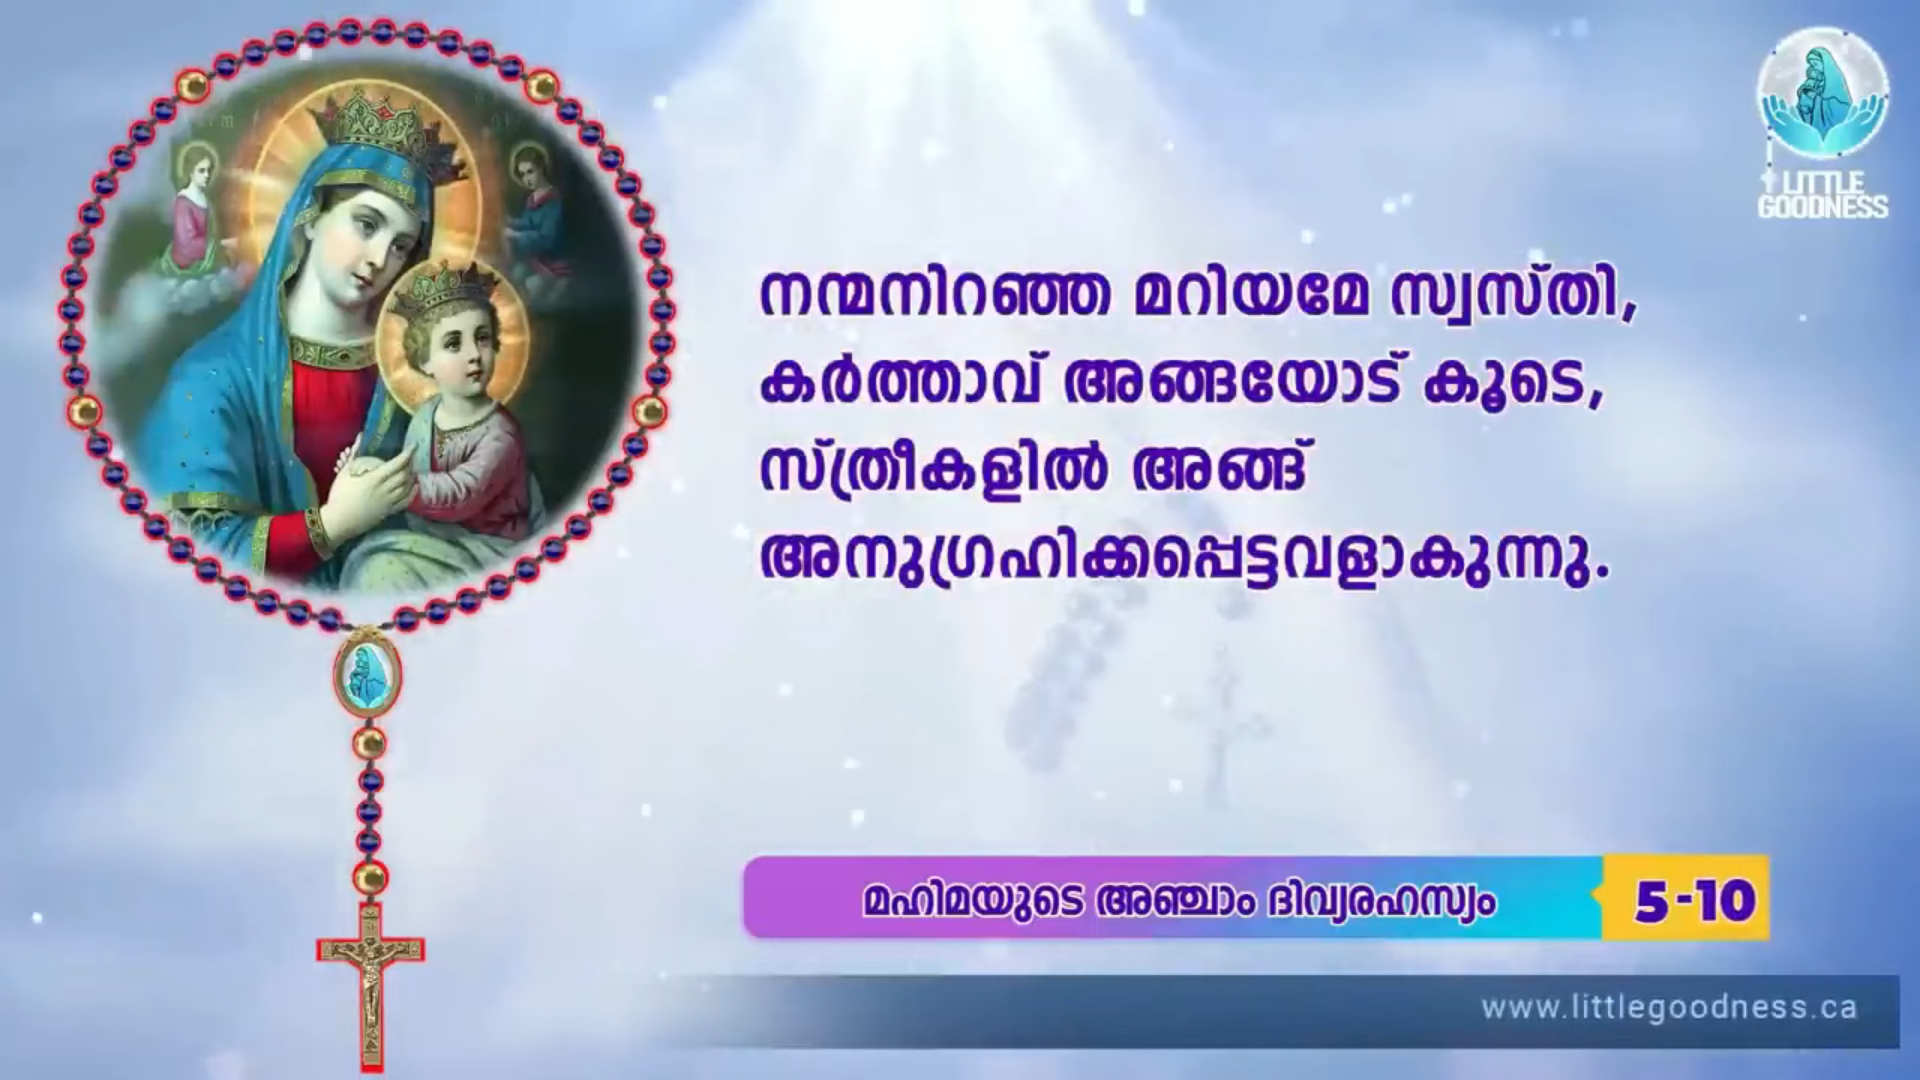 LITTLE
GOODNESS
നന്മനിറഞ്ഞ മറിയമേ സ്വസ്തി,
കർത്താവ് അങ്ങയോട് കൂടെ,
സ്ത്രീകളിൽ അങ്ങ്
അനുഗ്രഹിക്കപ്പെട്ടവളാകുന്നു.
മഹിമയുടെ അഞ്ചാം ദിവ്യരഹസ്യം 5-10
www.littlegoodness.ca